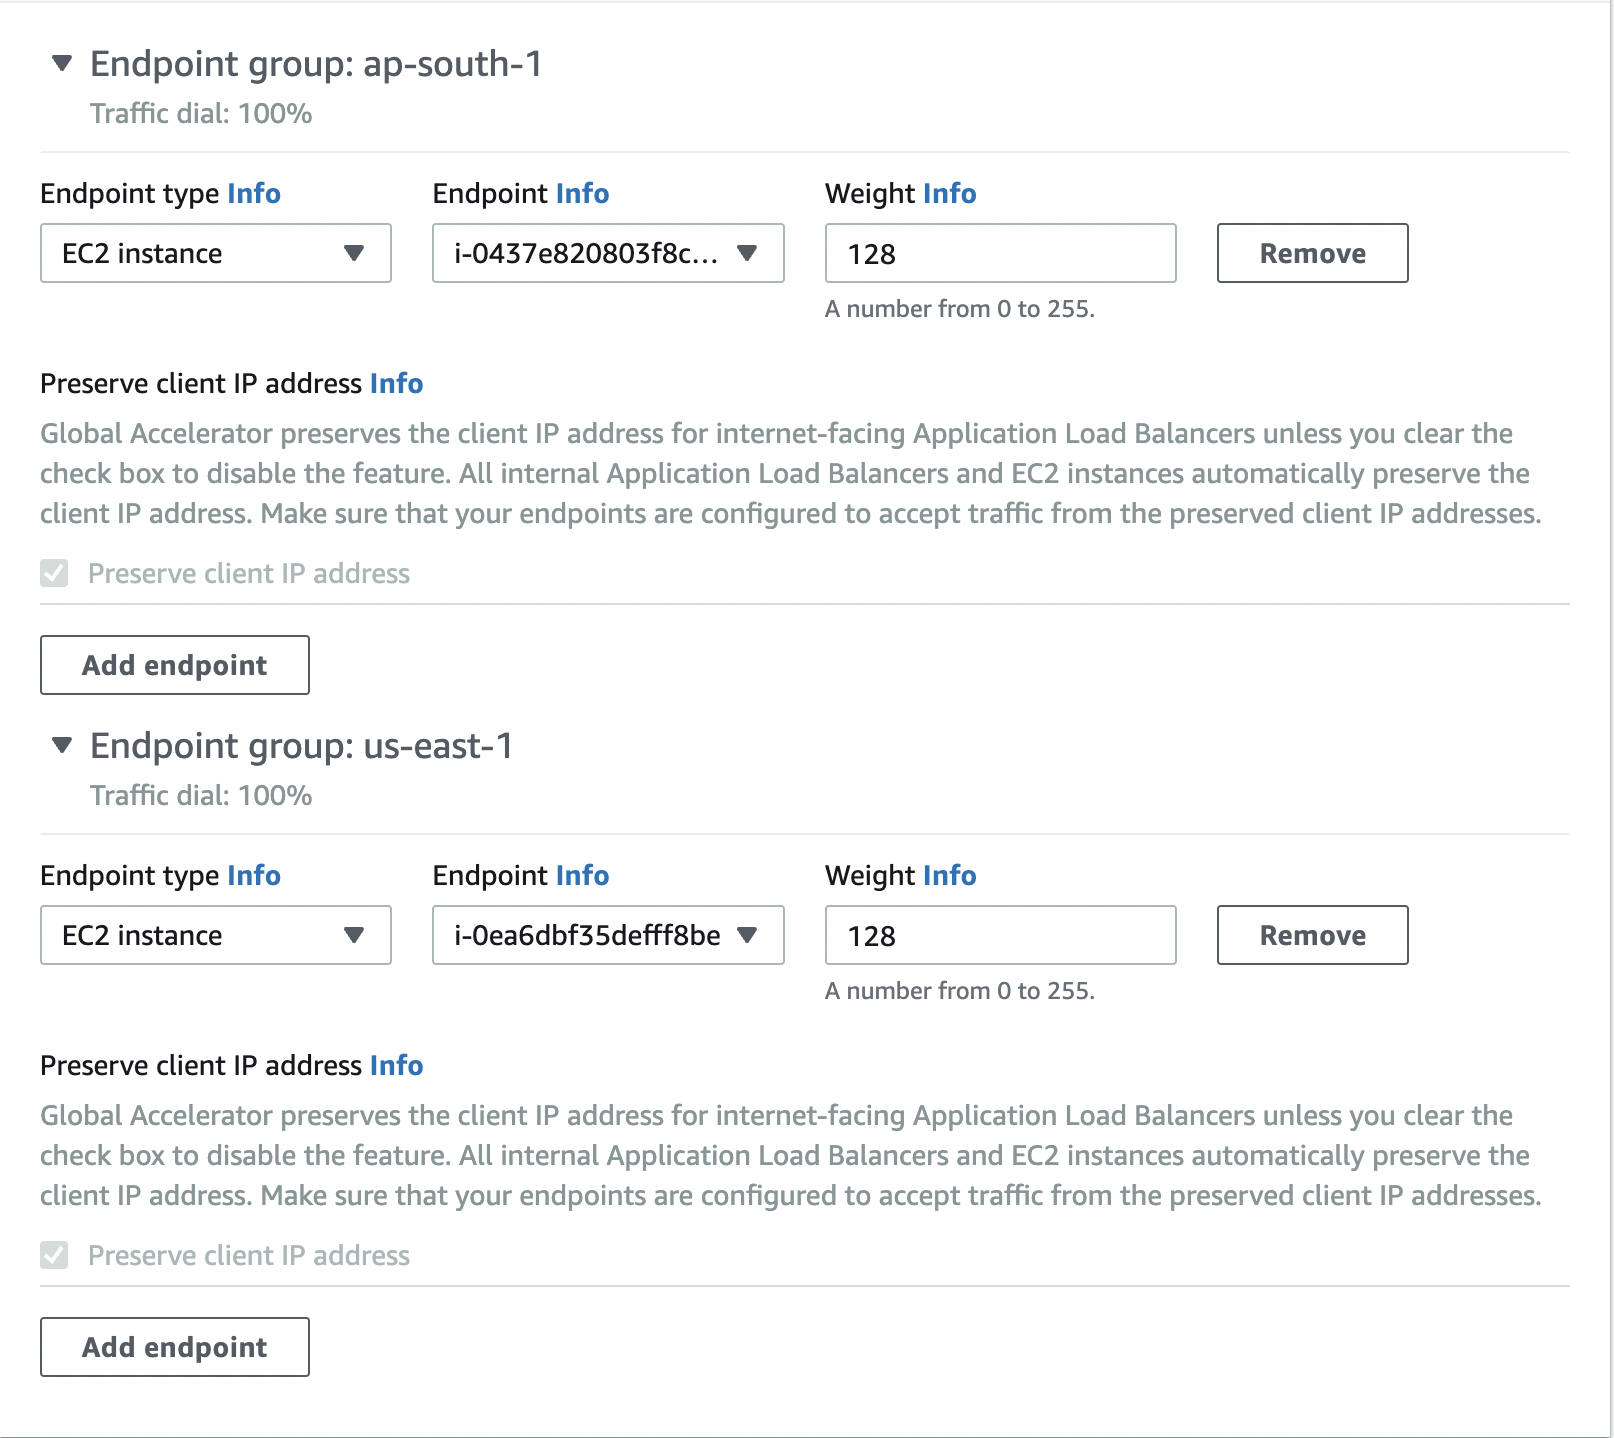 Endpoint group: ap-south-1
Traffic dial: 100%
Endpoint type Info
Endpoint Info
Weight Info
EC2 instance
i-0437e820803f8c...
128
Remove
A number from 0 to 255.
Preserve client IP address Info
Global Accelerator preserves the client IP address for internet-facing Application Load Balancers unless you clear the
check box to disable the feature. All internal Application Load Balancers and EC2 instances automatically preserve the
client IP address. Make sure that your endpoints are configured to accept traffic from the preserved client IP addresses.
Preserve client IP address
Add endpoint
Endpoint group: us-east-1
Traffic dial: 100%
Endpoint type Info
Endpoint Info
Weight Info
EC2 instance
i-0ea6dbf35defff8be
128
Remove
A number from 0 to 255.
Preserve client IP address Info
Global Accelerator preserves the client IP address for internet-facing Application Load Balancers unless you clear the
check box to disable the feature. All internal Application Load Balancers and EC2 instances automatically preserve the
client IP address. Make sure that your endpoints are configured to accept traffic from the preserved client IP addresses.
Preserve client IP address
Add endpoint